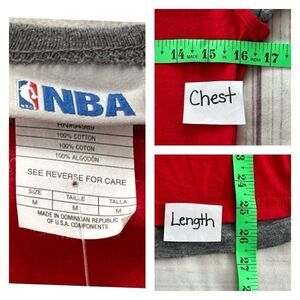 NBA
100% COTTON
100% COTON
100% ALGODÓN
SEE REVERSE FOR CARE
SIZE TAILLE TALLA
M M M
MADE IN DOMINICAN REPUBLIC
OF U.S.A. COMPONENTS
14 MADE 15 16 17
Chest
Length
23
24
25
26
27
28